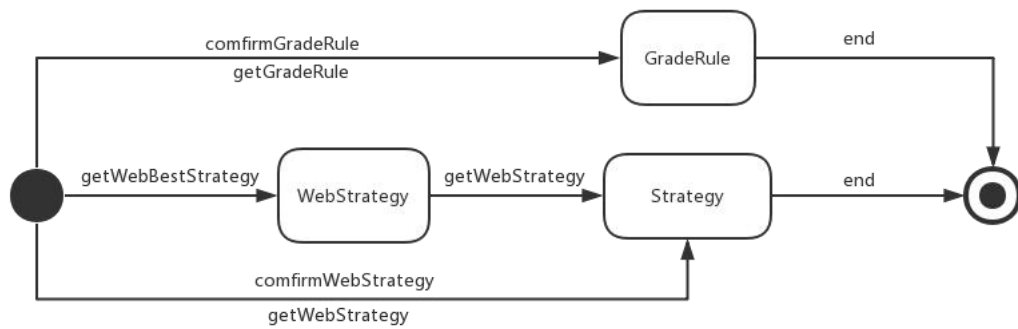 comfirmGradeRule
getGradeRule
GradeRule
end
getWebBestStrategy
WebStrategy
getWebStrategy
Strategy
end
comfirmWebStrategy
getWebStrategy